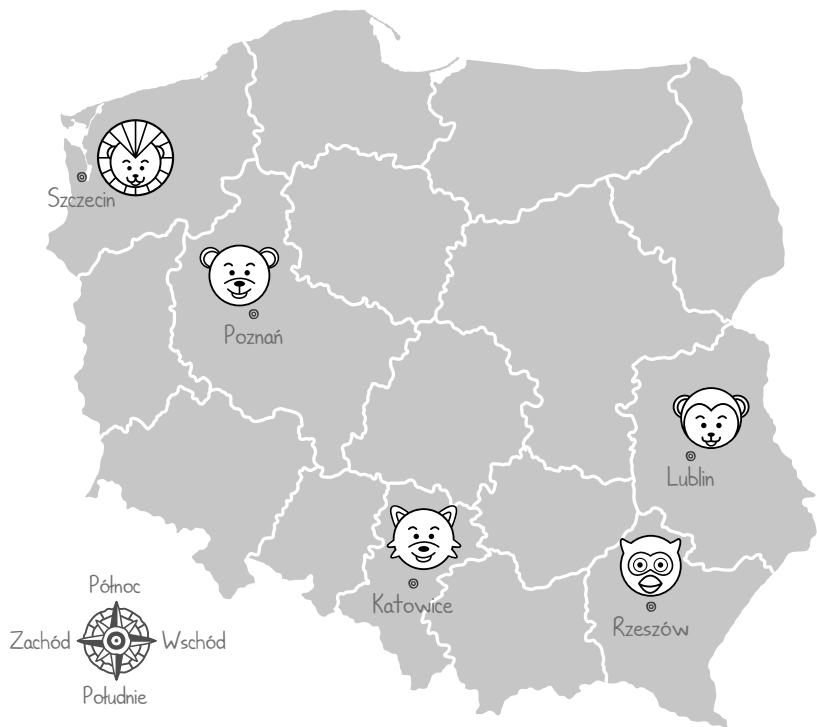 Szczecin
Poznań
Lublin
Katowice
Rzeszów
Północ
Zachód
Wschód
Południe